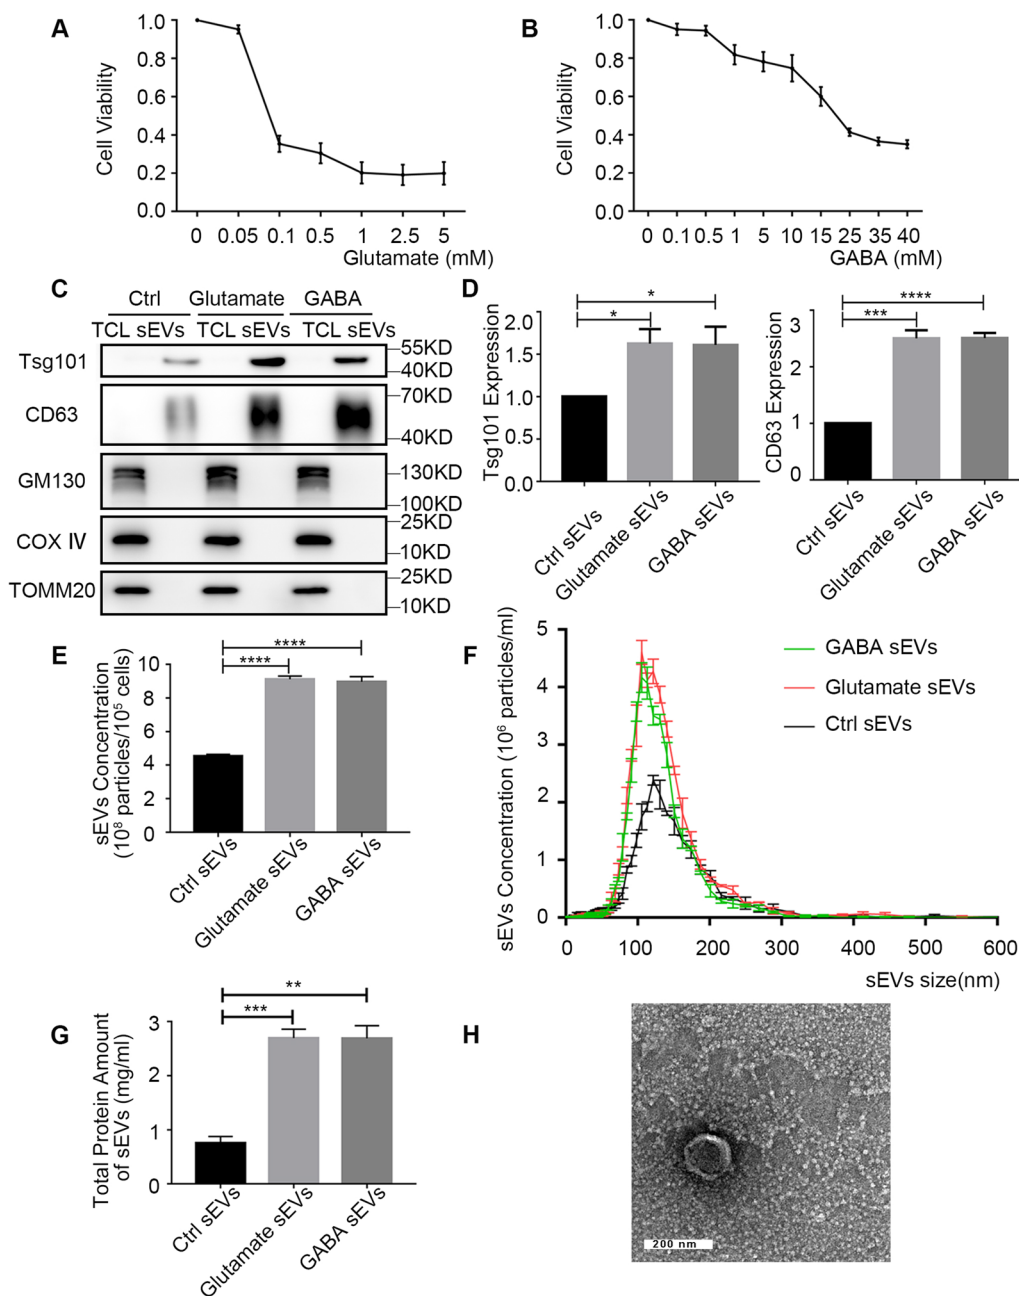 A
1.0
0.8
0.6
0.4
0.2
0.0
Cell Viability
0 0.05 0.1 0.5 1 2.5 5
Glutamate (mM)
B
1.0
0.8
0.6
0.4
0.2
0.0
Cell Viability
0 0.1 0.5 1 5 10 15 25 35 40
GABA (mM)
C
Ctrl Glutamate GABA
TCL sEVs TCL sEVs TCL sEVs
Tsg101
55KD
40KD
CD63
70KD
40KD
GM130
130KD
100KD
COX IV
25KD
10KD
TOMM20
25KD
10KD
D
2.0
1.5
1.0
0.5
0.0
Tsg101 Expression
*
*
Ctrl sEVs
Glutamate sEVs
GABA sEVs
3
2
1
0
CD63 Expression
****
***
Ctrl sEVs
Glutamate sEVs
GABA sEVs
E
10
8
6
4
2
0
sEVs Concentration
(10⁸ particles/10⁵ cells)
****
****
Ctrl sEVs
Glutamate sEVs
GABA sEVs
F
5
4
3
2
1
0
sEVs Concentration (10⁶ particles/ml)
GABA sEVs
Glutamate sEVs
Ctrl sEVs
0 100 200 300 400 500 600
sEVs size(nm)
G
3
2
1
0
Total Protein Amount
of sEVs (mg/ml)
**
***
Ctrl sEVs
Glutamate sEVs
GABA sEVs
H
200 nm